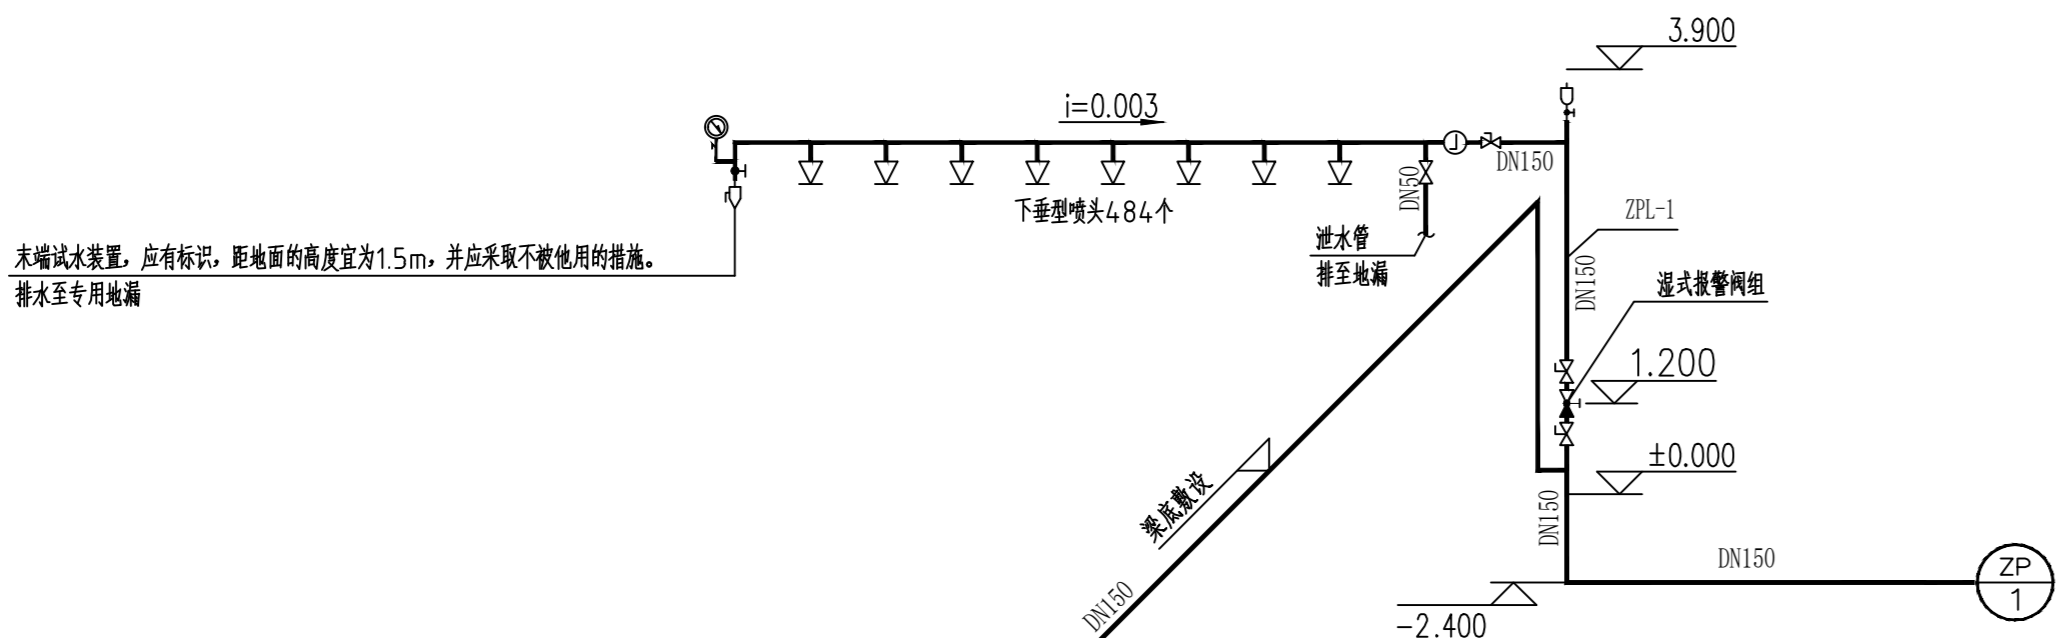 3.900
i=0.003
DN150
DN50
下垂型喷头484个
ZPL-1
泄水管
排至地漏
末端试水装置，应有标识，距地面的高度宜为1.5m，并应采取不被他用的措施。
排水至专用地漏
DN150
湿式报警阀组
1.200
±0.000
梁底敷设
DN150
DN150
DN150
ZP
1
-2.400